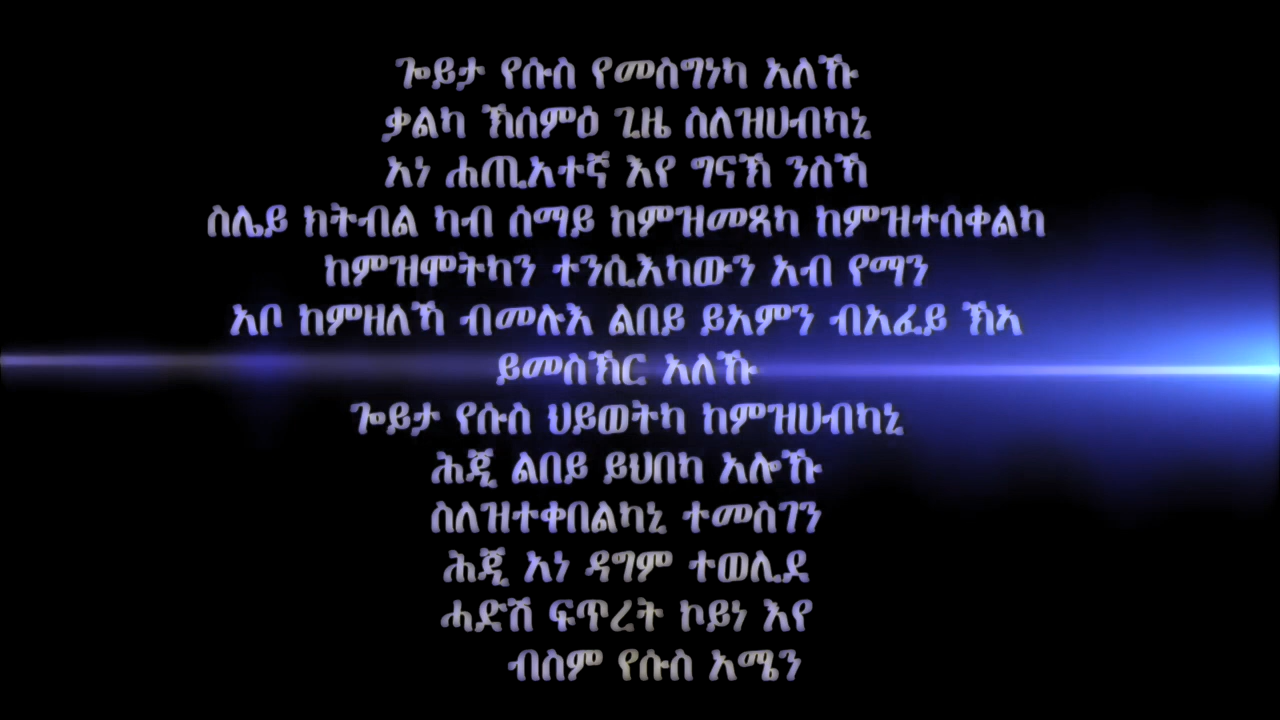 ጐይታ የሱስ የመስግነካ አለኹ
ቃልካ ኽሰምዕ ጊዜ ስለዝሀብካኒ
አነ ሐጢአተኛ እየ ግናኽ ንስኻ
ስሌይ ክትብል ካብ ሰማይ ከምዝመጻካ ከምዝተሰቀልካ
ከምዝሞትካን ተንሲእካውን አብ የማን
አቦ ከምዘለኻ ብመሉእ ልበይ ይአምን ብአፈይ ኽኣ
ይመስኽር አለኹ
ጐይታ የሱስ ህይወትካ ከምዝሀብካኒ
ሕጂ ልበይ ይህበካ አሎኹ
ስለዝተቀበልካኒ ተመስገን
ሕጂ አነ ዳግም ተወሊደ
ሓድሽ ፍጥረት ኮይነ እየ
ብስም የሱስ አሜን